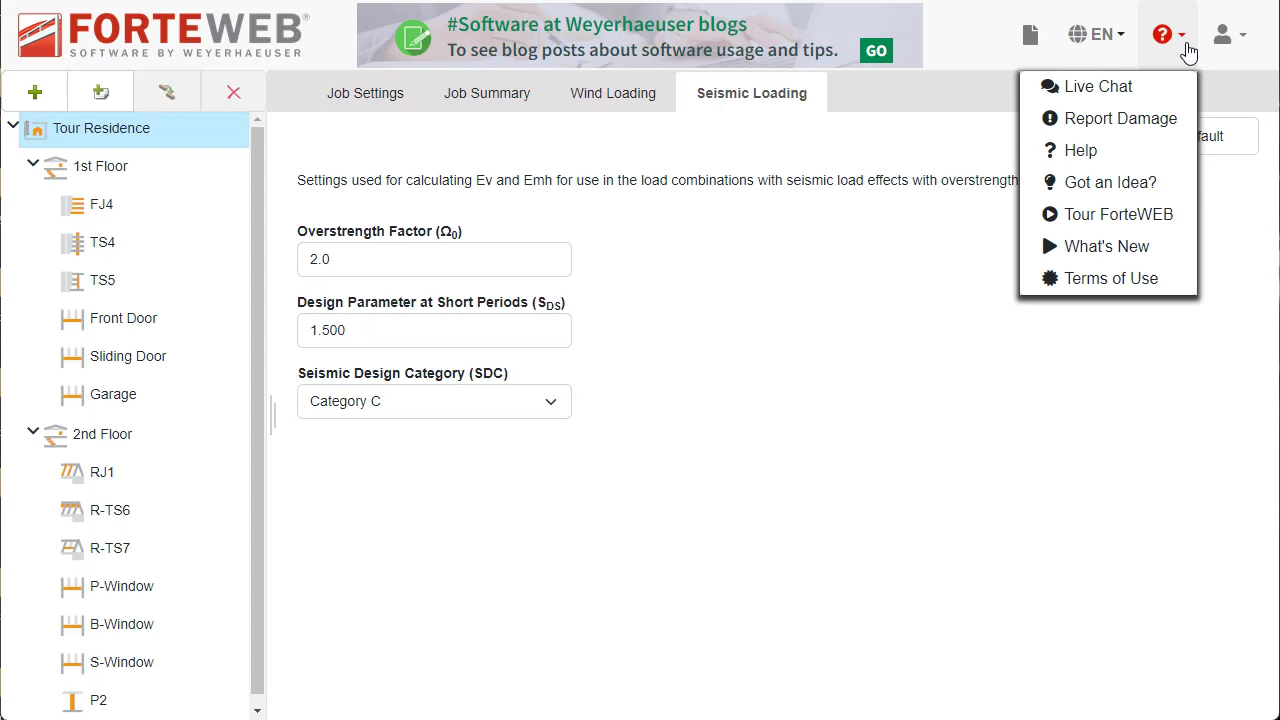 FORTEWEB®
SOFTWARE BY WEYERHAEUSER
#Software at Weyerhaeuser blogs
To see blog posts about software usage and tips.
GO
EN
Job Settings
Job Summary
Wind Loading
Seismic Loading
Live Chat
Report Damage
Help
Got an Idea?
Tour ForteWEB
What's New
Terms of Use
Tour Residence
1st Floor
FJ4
TS4
TS5
Front Door
Sliding Door
Garage
2nd Floor
RJ1
R-TS6
R-TS7
P-Window
B-Window
S-Window
P2
fault
Settings used for calculating Ev and Emh for use in the load combinations with seismic load effects with overstrength
Overstrength Factor (Ω0)
2.0
Design Parameter at Short Periods (SDS)
1.500
Seismic Design Category (SDC)
Category C